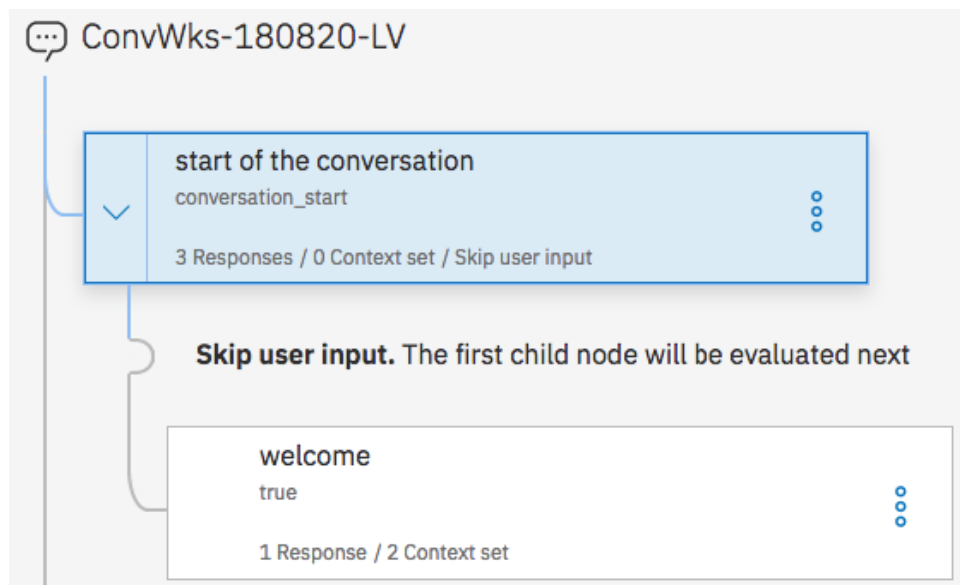 ConvWks-180820-LV
start of the conversation
conversation_start
3 Responses / 0 Context set / Skip user input
Skip user input. The first child node will be evaluated next
welcome
true
1 Response / 2 Context set